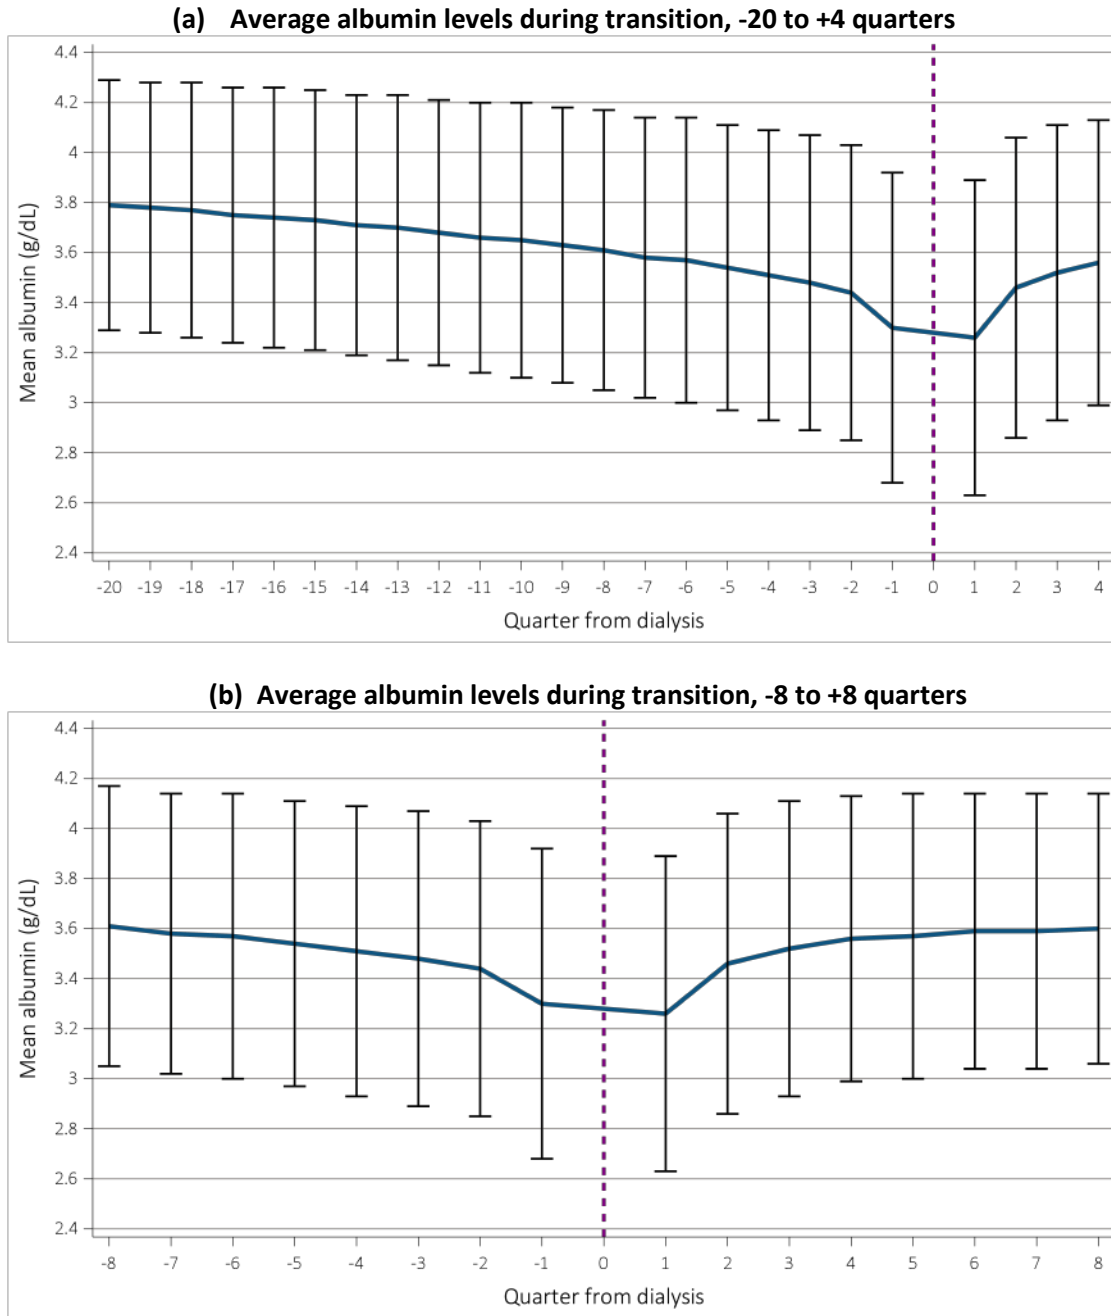 (a) Average albumin levels during transition, -20 to +4 quarters
4.4
4.2
4
3.8
3.6
3.4
3.2
3
2.8
2.6
2.4
Mean albumin (g/dL)
-20 -19 -18 -17 -16 -15 -14 -13 -12 -11 -10 -9 -8 -7 -6 -5 -4 -3 -2 -1 0 1 2 3 4
Quarter from dialysis
(b) Average albumin levels during transition, -8 to +8 quarters
4.4
4.2
4
3.8
3.6
3.4
3.2
3
2.8
2.6
2.4
Mean albumin (g/dL)
-8 -7 -6 -5 -4 -3 -2 -1 0 1 2 3 4 5 6 7 8
Quarter from dialysis